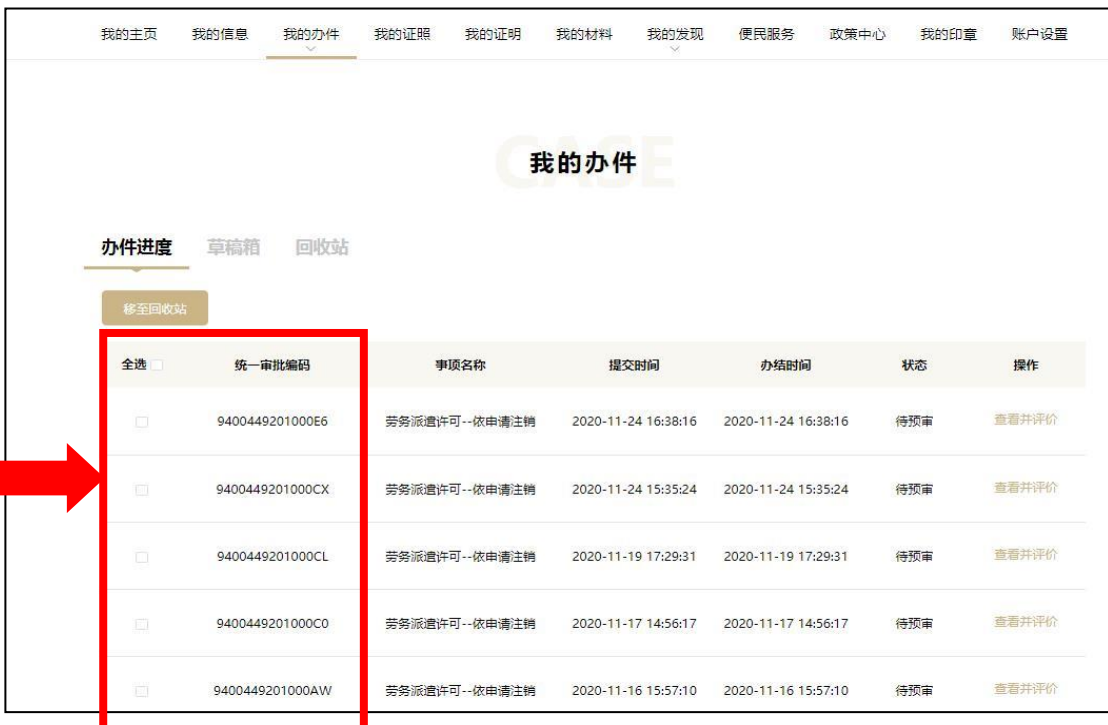 我的主页 我的信息 我的办件 我的证照 我的证明 我的材料 我的发现 便民服务 政策中心 我的印章 账户设置
CASE
我的办件
办件进度 草稿箱 回收站
移至回收站
全选 统一审批编码 事项名称 提交时间 办结时间 状态 操作
9400449201000E6 劳务派遣许可--依申请注销 2020-11-24 16:38:16 2020-11-24 16:38:16 待预审 查看并评价
9400449201000CX 劳务派遣许可--依申请注销 2020-11-24 15:35:24 2020-11-24 15:35:24 待预审 查看并评价
9400449201000CL 劳务派遣许可--依申请注销 2020-11-19 17:29:31 2020-11-19 17:29:31 待预审 查看并评价
9400449201000C0 劳务派遣许可--依申请注销 2020-11-17 14:56:17 2020-11-17 14:56:17 待预审 查看并评价
9400449201000AW 劳务派遣许可--依申请注销 2020-11-16 15:57:10 2020-11-16 15:57:10 待预审 查看并评价